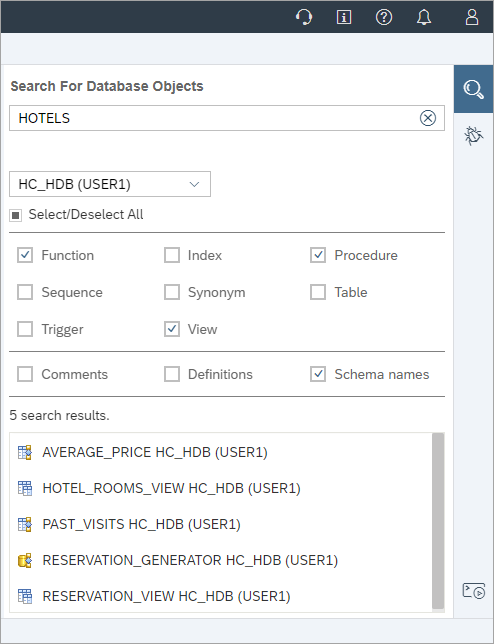 Search For Database Objects
HOTELS
HC_HDB (USER1)
Select/Deselect All
Function Index Procedure
Sequence Synonym Table
Trigger View
Comments Definitions Schema names
5 search results.
AVERAGE_PRICE HC_HDB (USER1)
HOTEL_ROOMS_VIEW HC_HDB (USER1)
PAST_VISITS HC_HDB (USER1)
RESERVATION_GENERATOR HC_HDB (USER1)
RESERVATION_VIEW HC_HDB (USER1)